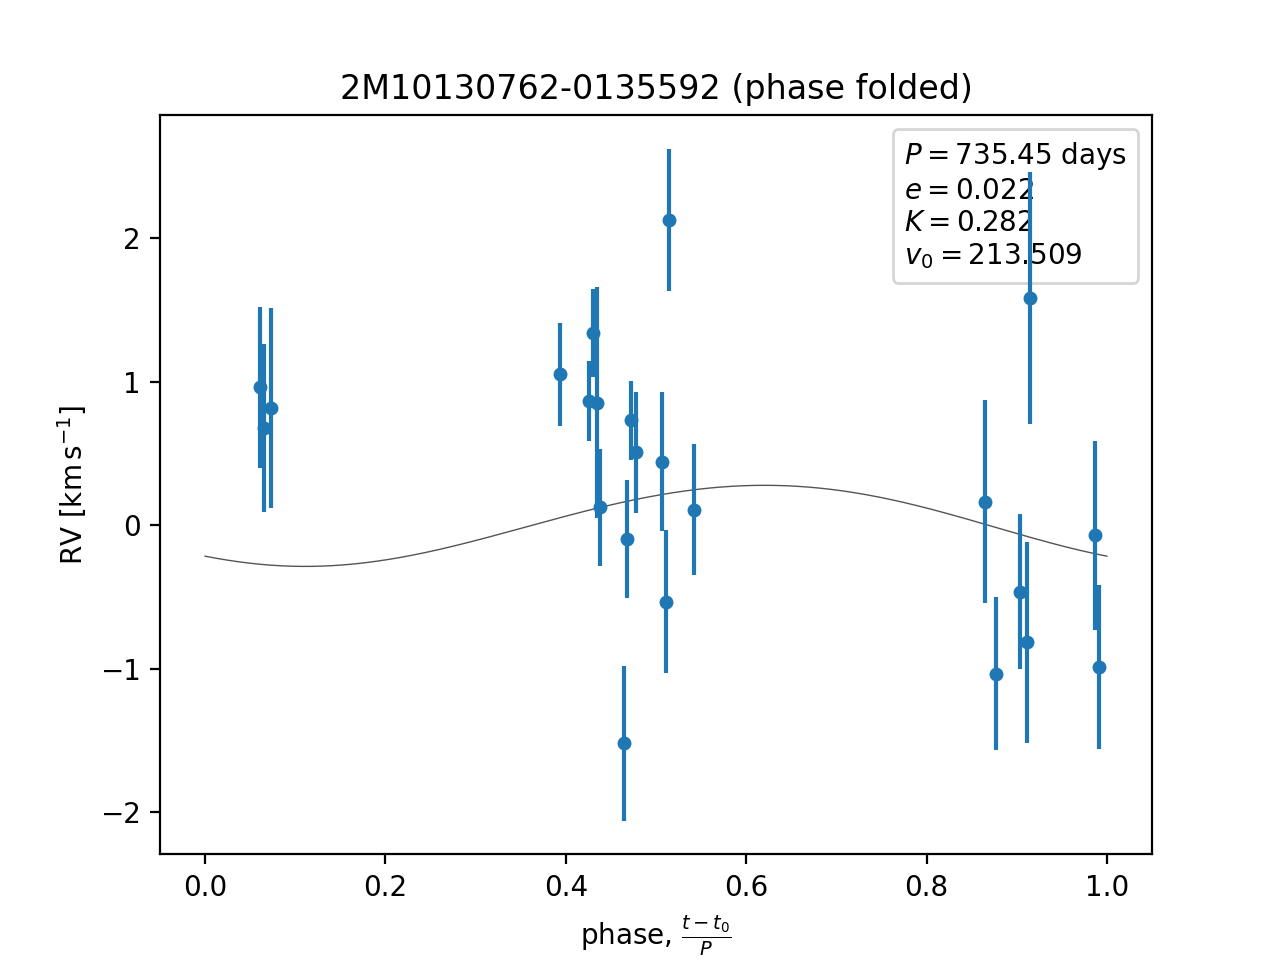 2M10130762-0135592 (phase folded)
P = 735.45 days
e = 0.022
K = 0.282
v₀ = 213.509
2
1
0
−1
−2
RV [km s⁻¹]
0.0 0.2 0.4 0.6 0.8 1.0
phase, (t − t₀)/P